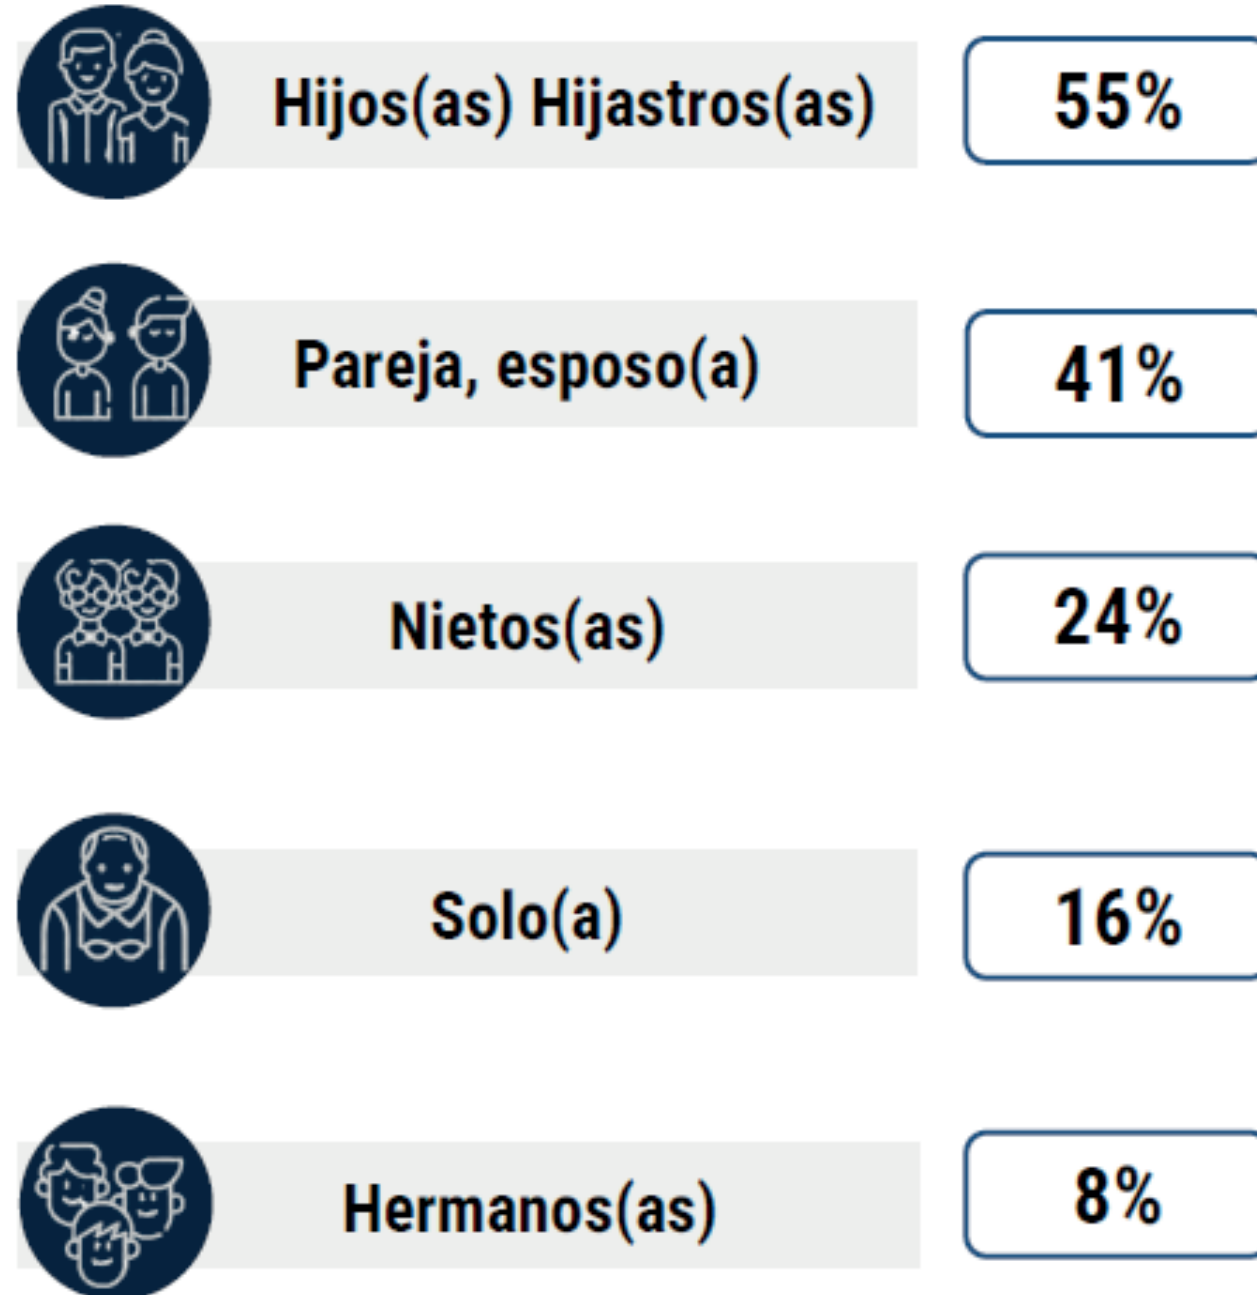 Hijos(as) Hijastros(as) 55%
Pareja, esposo(a) 41%
Nietos(as) 24%
Solo(a) 16%
Hermanos(as) 8%